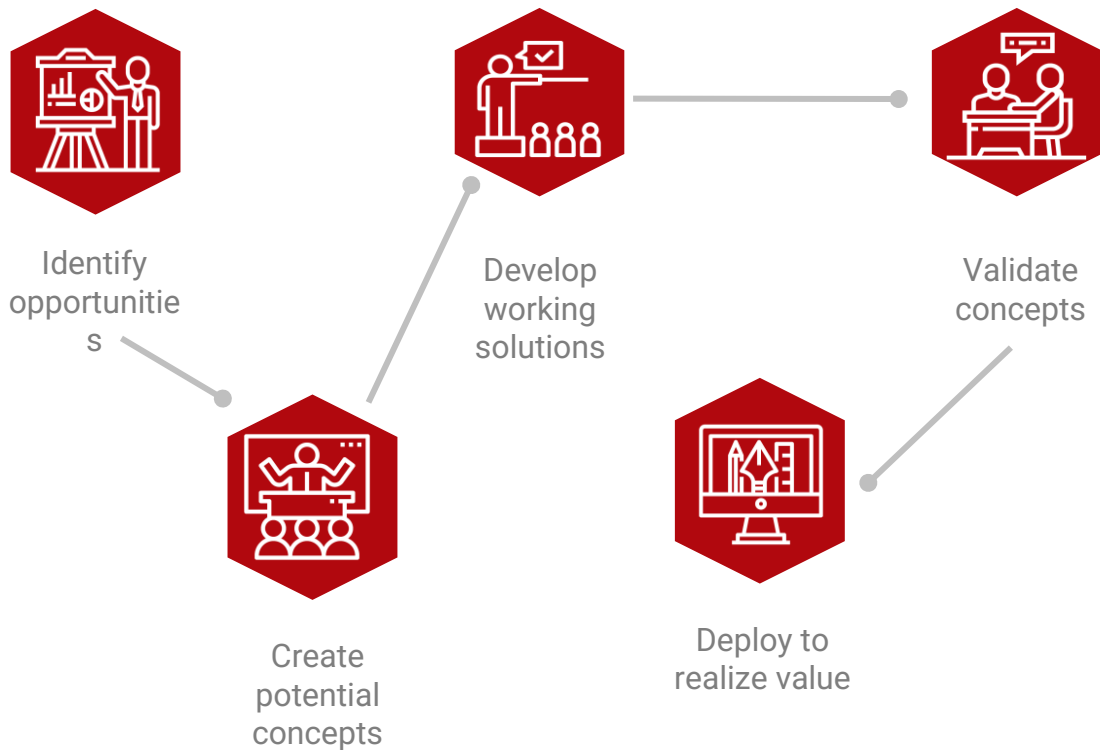 Identify
opportunitie
s
Create
potential
concepts
Develop
working
solutions
Validate
concepts
Deploy to
realize value